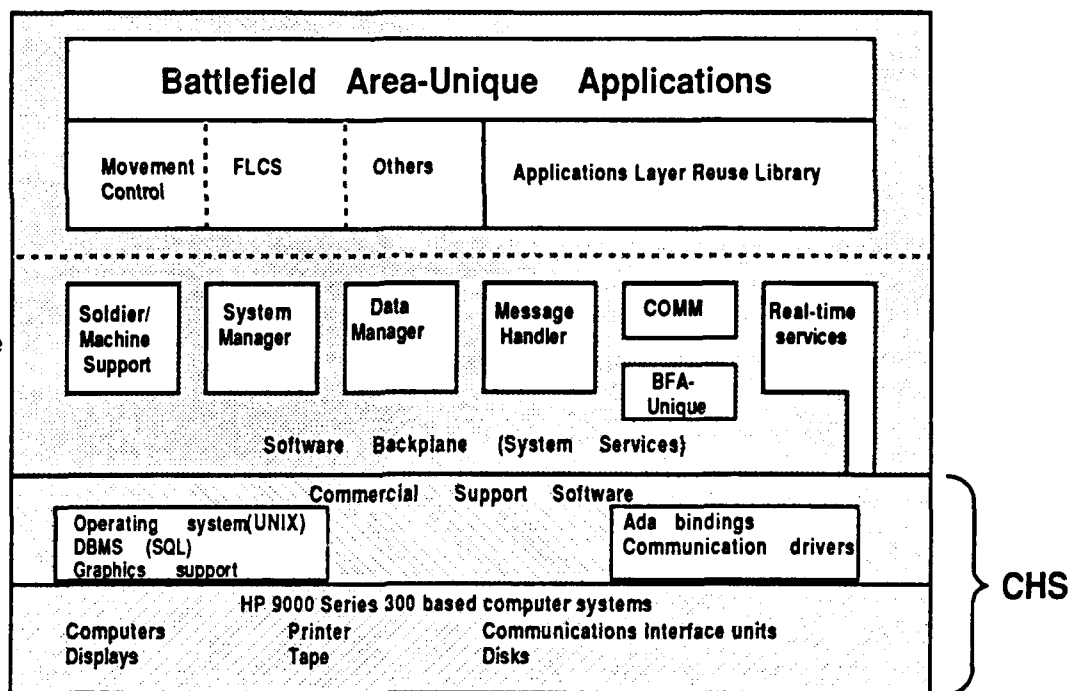 Battlefield Area-Unique Applications
Movement
Control
FLCS
Others
Applications Layer Reuse Library
Soldier/
Machine
Support
System
Manager
Data
Manager
Message
Handler
COMM
BFA-
Unique
Real-time
services
Software Backplane (System Services)
Commercial Support Software
Operating system(UNIX)
DBMS (SQL)
Graphics support
Ada bindings
Communication drivers
CHS
HP 9000 Series 300 based computer systems
Computers
Displays
Printer
Tape
Communications interface units
Disks